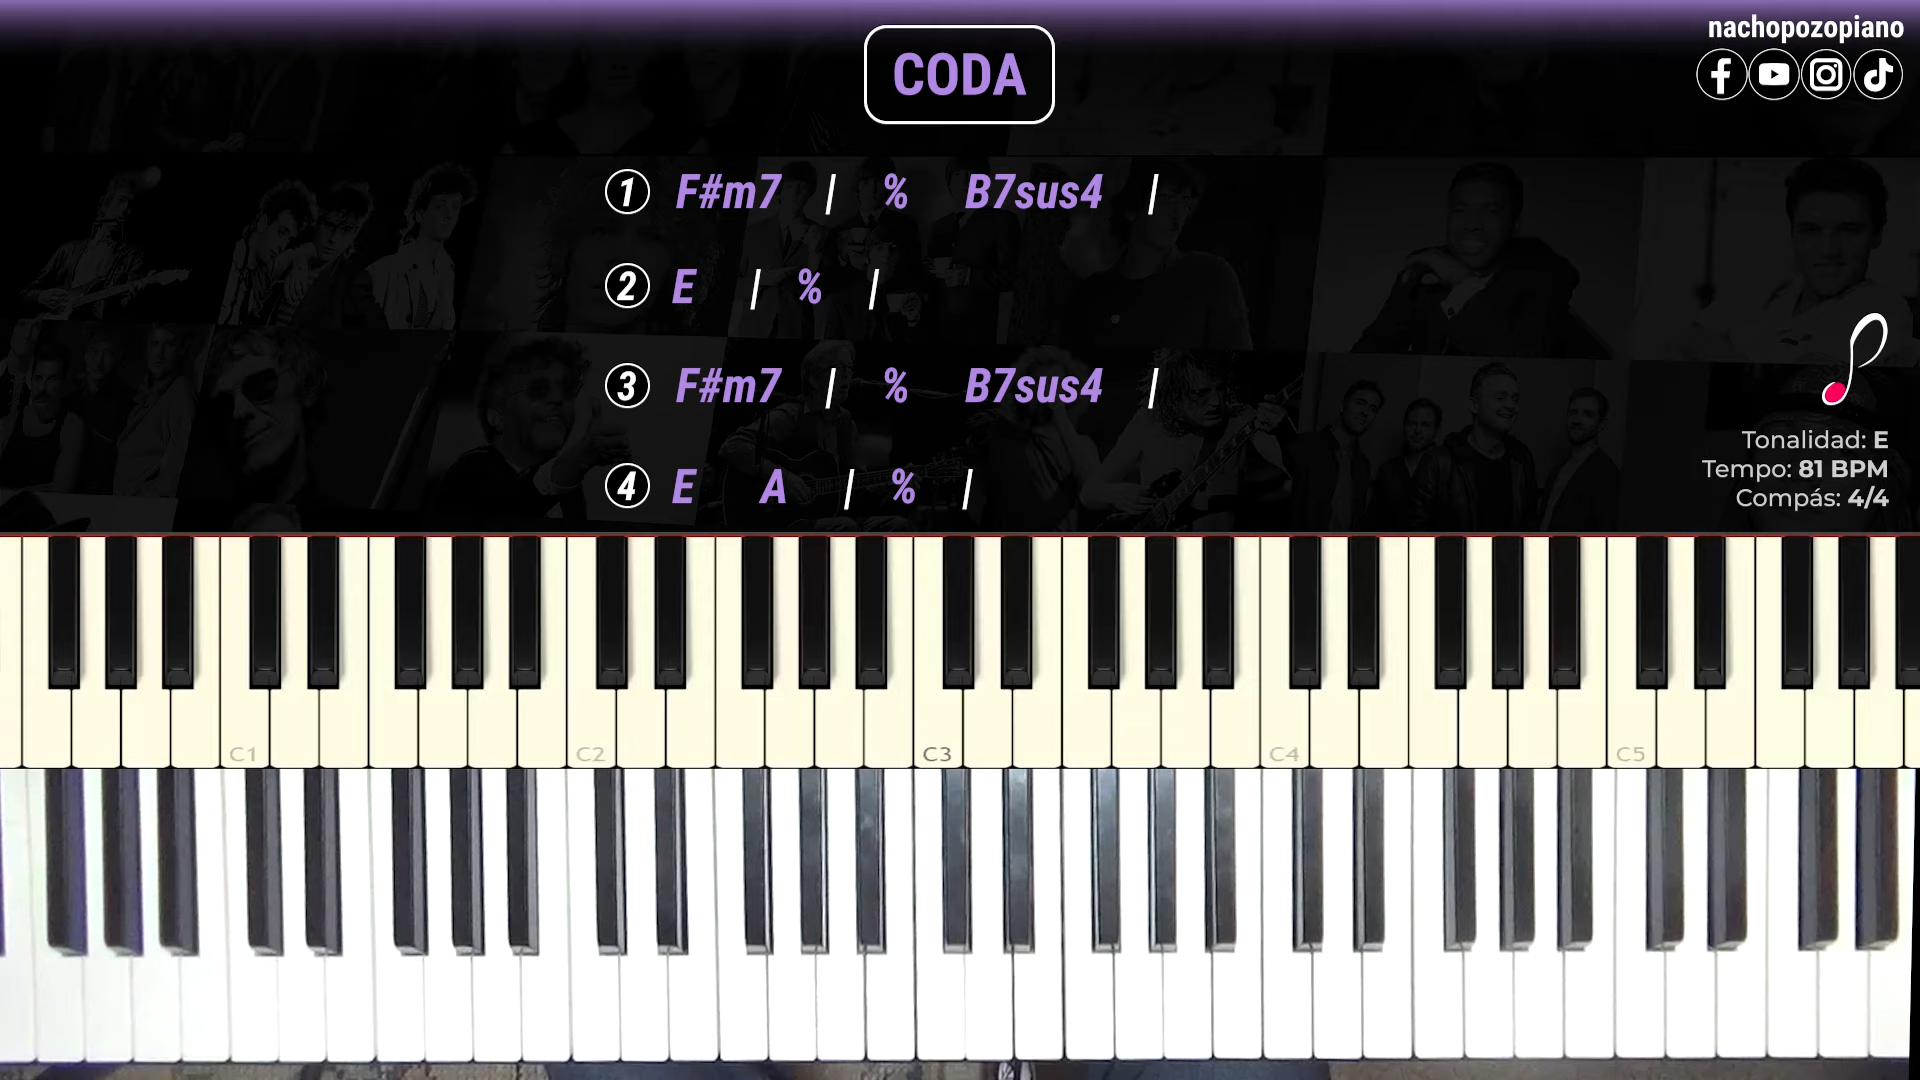 nachopozopiano
CODA
1 F#m7 | % B7sus4 |
2 E | % |
3 F#m7 | % B7sus4 |
4 E A | % |
Tonalidad: E
Tempo: 81 BPM
Compás: 4/4
C1 C2 C3 C4 C5